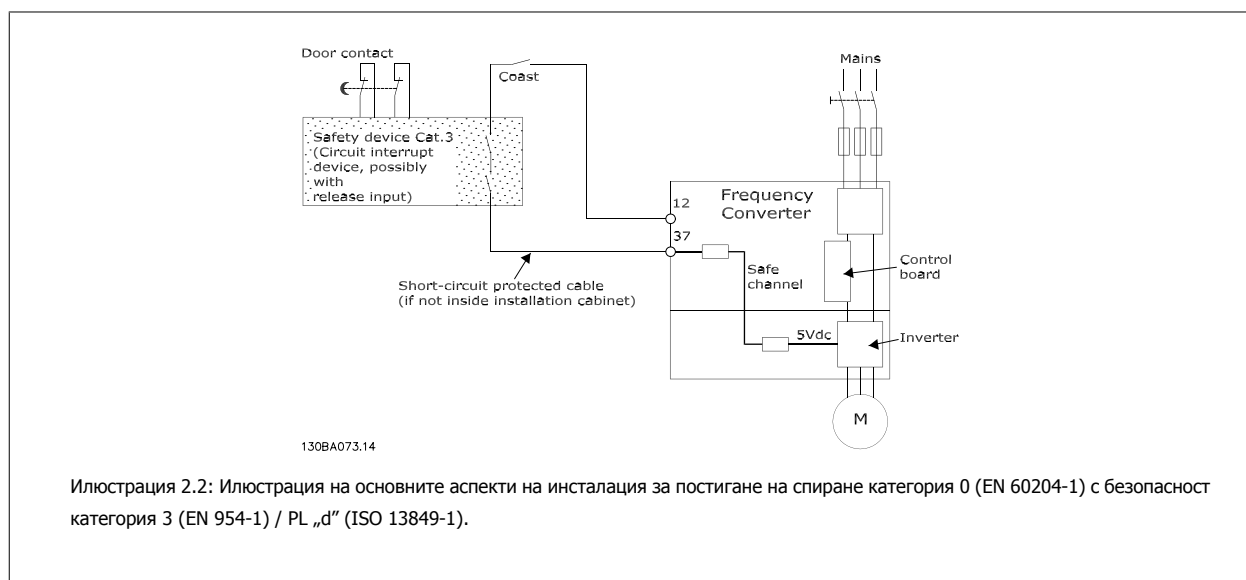 Door contact
Coast
Mains
Safety device Cat.3
(Circuit interrupt
device, possibly
with
release input)
12
Frequency
Converter
37
Safe
channel
Control
board
Short-circuit protected cable
(if not inside installation cabinet)
5Vdc
Inverter
M
130BA073.14
Илюстрация 2.2: Илюстрация на основните аспекти на инсталация за постигане на спиране категория 0 (EN 60204-1) с безопасност
категория 3 (EN 954-1) / PL „d” (ISO 13849-1).